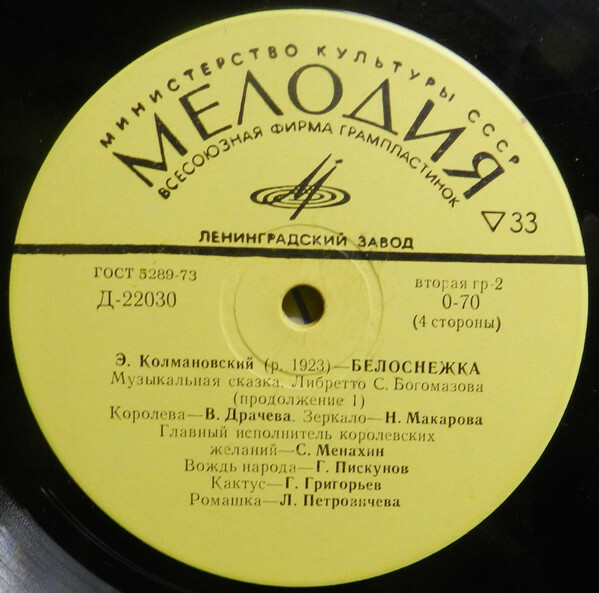 МИНИСТЕРСТВО КУЛЬТУРЫ СССР
МЕЛОДИЯ
ВСЕСОЮЗНАЯ ФИРМА ГРАМПЛАСТИНОК
▽33
ЛЕНИНГРАДСКИЙ ЗАВОД
ГОСТ 5289-73
Д-22030
вторая гр-2
0-70
(4 стороны)
Э. Колмановский (р. 1923)—БЕЛОСНЕЖКА
Музыкальная сказка. Либретто С. Богомазова
(продолжение 1)
Королева—В. Драчева, Зеркало—Н. Макарова
Главный исполнитель королевских
желаний—С. Менахин
Вождь народа—Г. Пискунов
Кактус—Г. Григорьев
Ромашка—Л. Петровичева